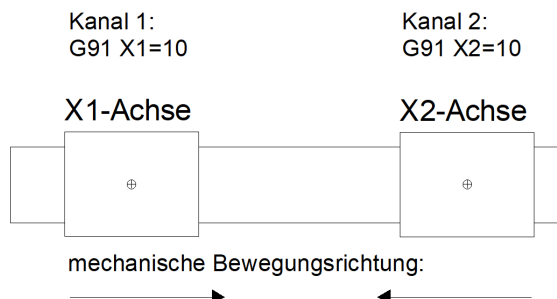 Kanal 1:
G91 X1=10
Kanal 2:
G91 X2=10
X1-Achse
X2-Achse
mechanische Bewegungsrichtung: